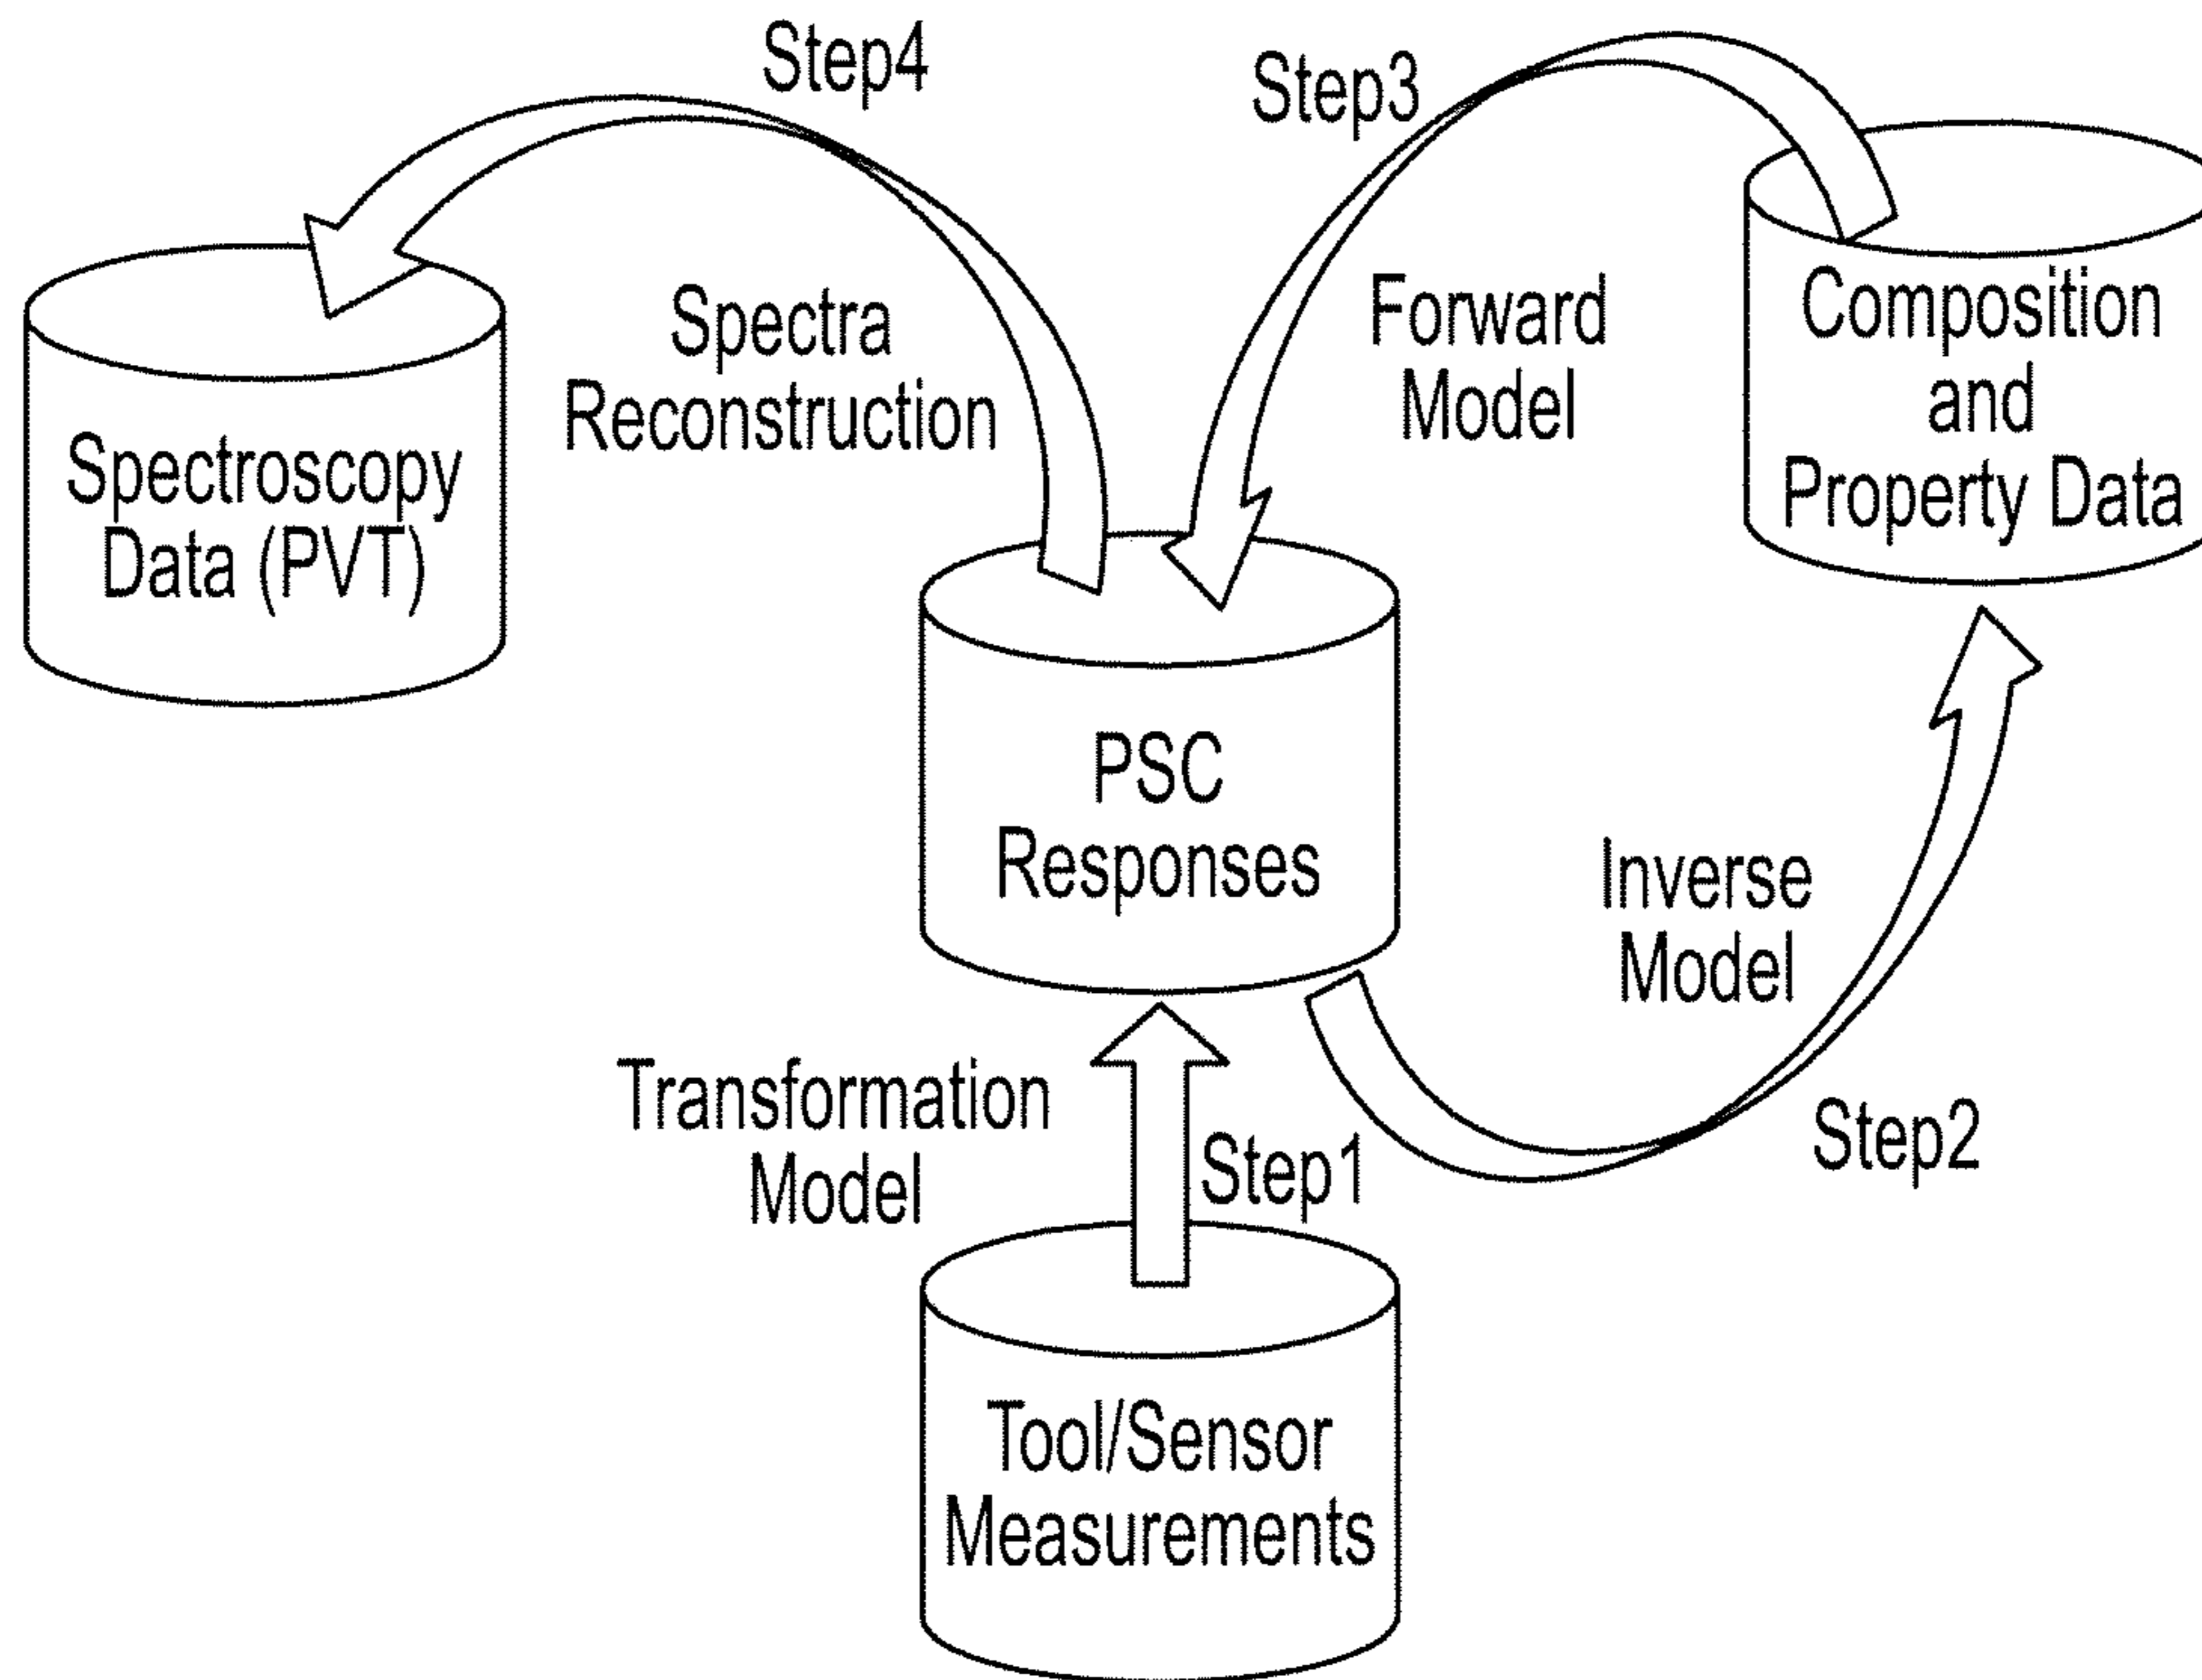 Step4
Step3
Spectra
Reconstruction
Forward
Model
Composition
and
Property Data
Spectroscopy
Data (PVT)
PSC
Responses
Inverse
Model
Transformation
Model
Step1
Step2
Tool/Sensor
Measurements